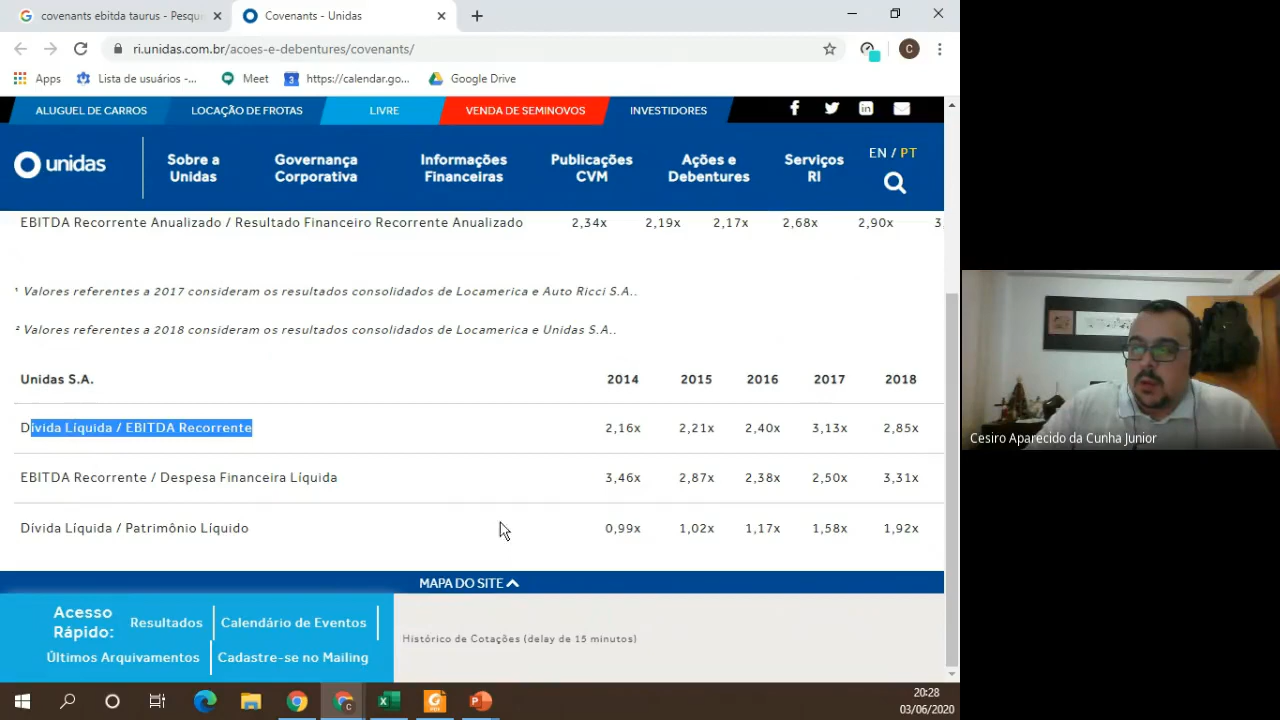 covenants ebitda taurus - Pesqu
Covenants - Unidas
ri.unidas.com.br/acoes-e-debentures/covenants/
C
Apps
Lista de usuários -...
Meet
https://calendar.go...
Google Drive
ALUGUEL DE CARROS
LOCAÇÃO DE FROTAS
LIVRE
VENDA DE SEMINOVOS
INVESTIDORES
unidas
Sobre a
Unidas
Governança
Corporativa
Informações
Financeiras
Publicações
CVM
Ações e
Debentures
Serviços
RI
EN / PT
EBITDA Recorrente Anualizado / Resultado Financeiro Recorrente Anualizado 2,34x 2,19x 2,17x 2,68x 2,90x 3,
¹ Valores referentes a 2017 consideram os resultados consolidados de Locamerica e Auto Ricci S.A..
² Valores referentes a 2018 consideram os resultados consolidados de Locamerica e Unidas S.A..
Unidas S.A. 2014 2015 2016 2017 2018
Dívida Líquida / EBITDA Recorrente 2,16x 2,21x 2,40x 3,13x 2,85x
EBITDA Recorrente / Despesa Financeira Líquida 3,46x 2,87x 2,38x 2,50x 3,31x
Dívida Líquida / Patrimônio Líquido 0,99x 1,02x 1,17x 1,58x 1,92x
MAPA DO SITE
Acesso
Rápido:
Resultados
Calendário de Eventos
Últimos Arquivamentos
Cadastre-se no Mailing
Histórico de Cotações (delay de 15 minutos)
Cesiro Aparecido da Cunha Junior
20:28
03/06/2020